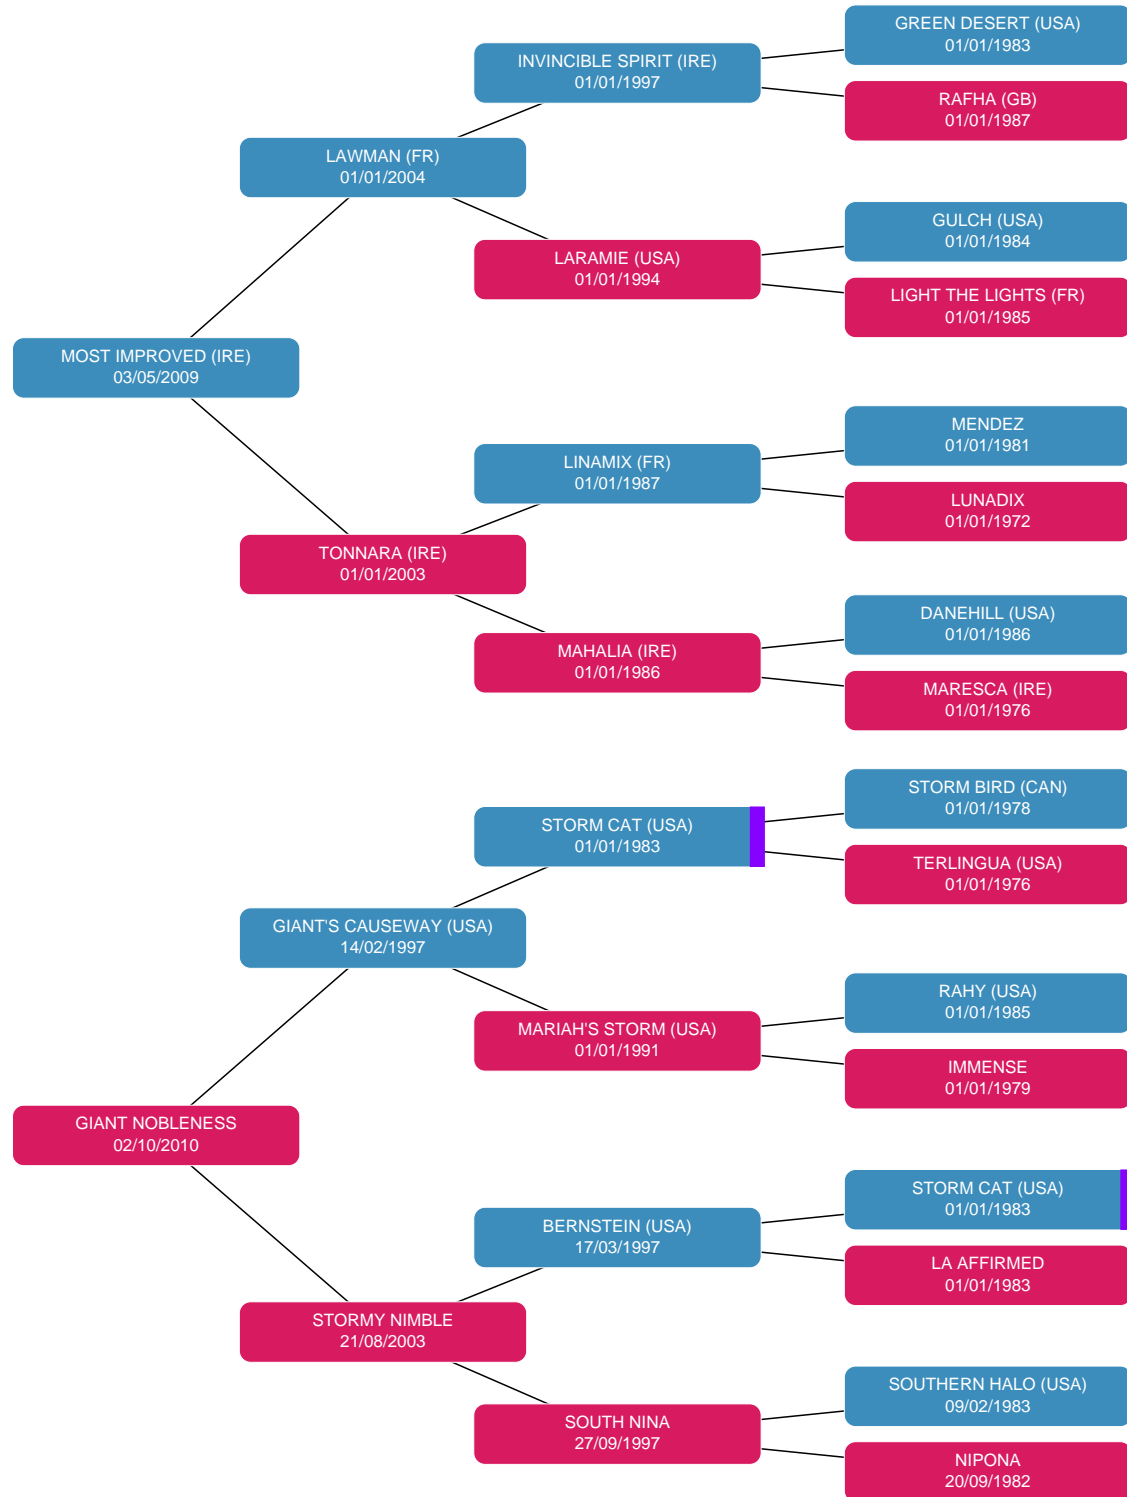 GREEN DESERT (USA)
01/01/1983
INVINCIBLE SPIRIT (IRE)
01/01/1997
RAFHA (GB)
01/01/1987
LAWMAN (FR)
01/01/2004
GULCH (USA)
01/01/1984
LARAMIE (USA)
01/01/1994
LIGHT THE LIGHTS (FR)
01/01/1985
MOST IMPROVED (IRE)
03/05/2009
MENDEZ
01/01/1981
LINAMIX (FR)
01/01/1987
LUNADIX
01/01/1972
TONNARA (IRE)
01/01/2003
DANEHILL (USA)
01/01/1986
MAHALIA (IRE)
01/01/1986
MARESCA (IRE)
01/01/1976
STORM BIRD (CAN)
01/01/1978
STORM CAT (USA)
01/01/1983
TERLINGUA (USA)
01/01/1976
GIANT'S CAUSEWAY (USA)
14/02/1997
RAHY (USA)
01/01/1985
MARIAH'S STORM (USA)
01/01/1991
IMMENSE
01/01/1979
GIANT NOBLENESS
02/10/2010
STORM CAT (USA)
01/01/1983
BERNSTEIN (USA)
17/03/1997
LA AFFIRMED
01/01/1983
STORMY NIMBLE
21/08/2003
SOUTHERN HALO (USA)
09/02/1983
SOUTH NINA
27/09/1997
NIPONA
20/09/1982